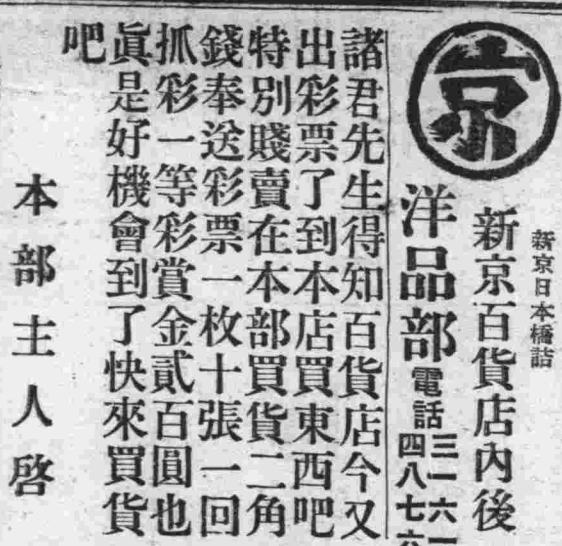 京
新京日本橋詰
新京百貨店內後
洋品部 電話 三一六一
四八七六
諸君先生得知百貨店今又
出彩票了到本店買東西吧
特別賤賣在本部買貨二角
錢奉送彩票一枚十張一回
抓彩一等彩賞金貳百圓也
眞是好機會到了快來買貨
吧
本部主人啓